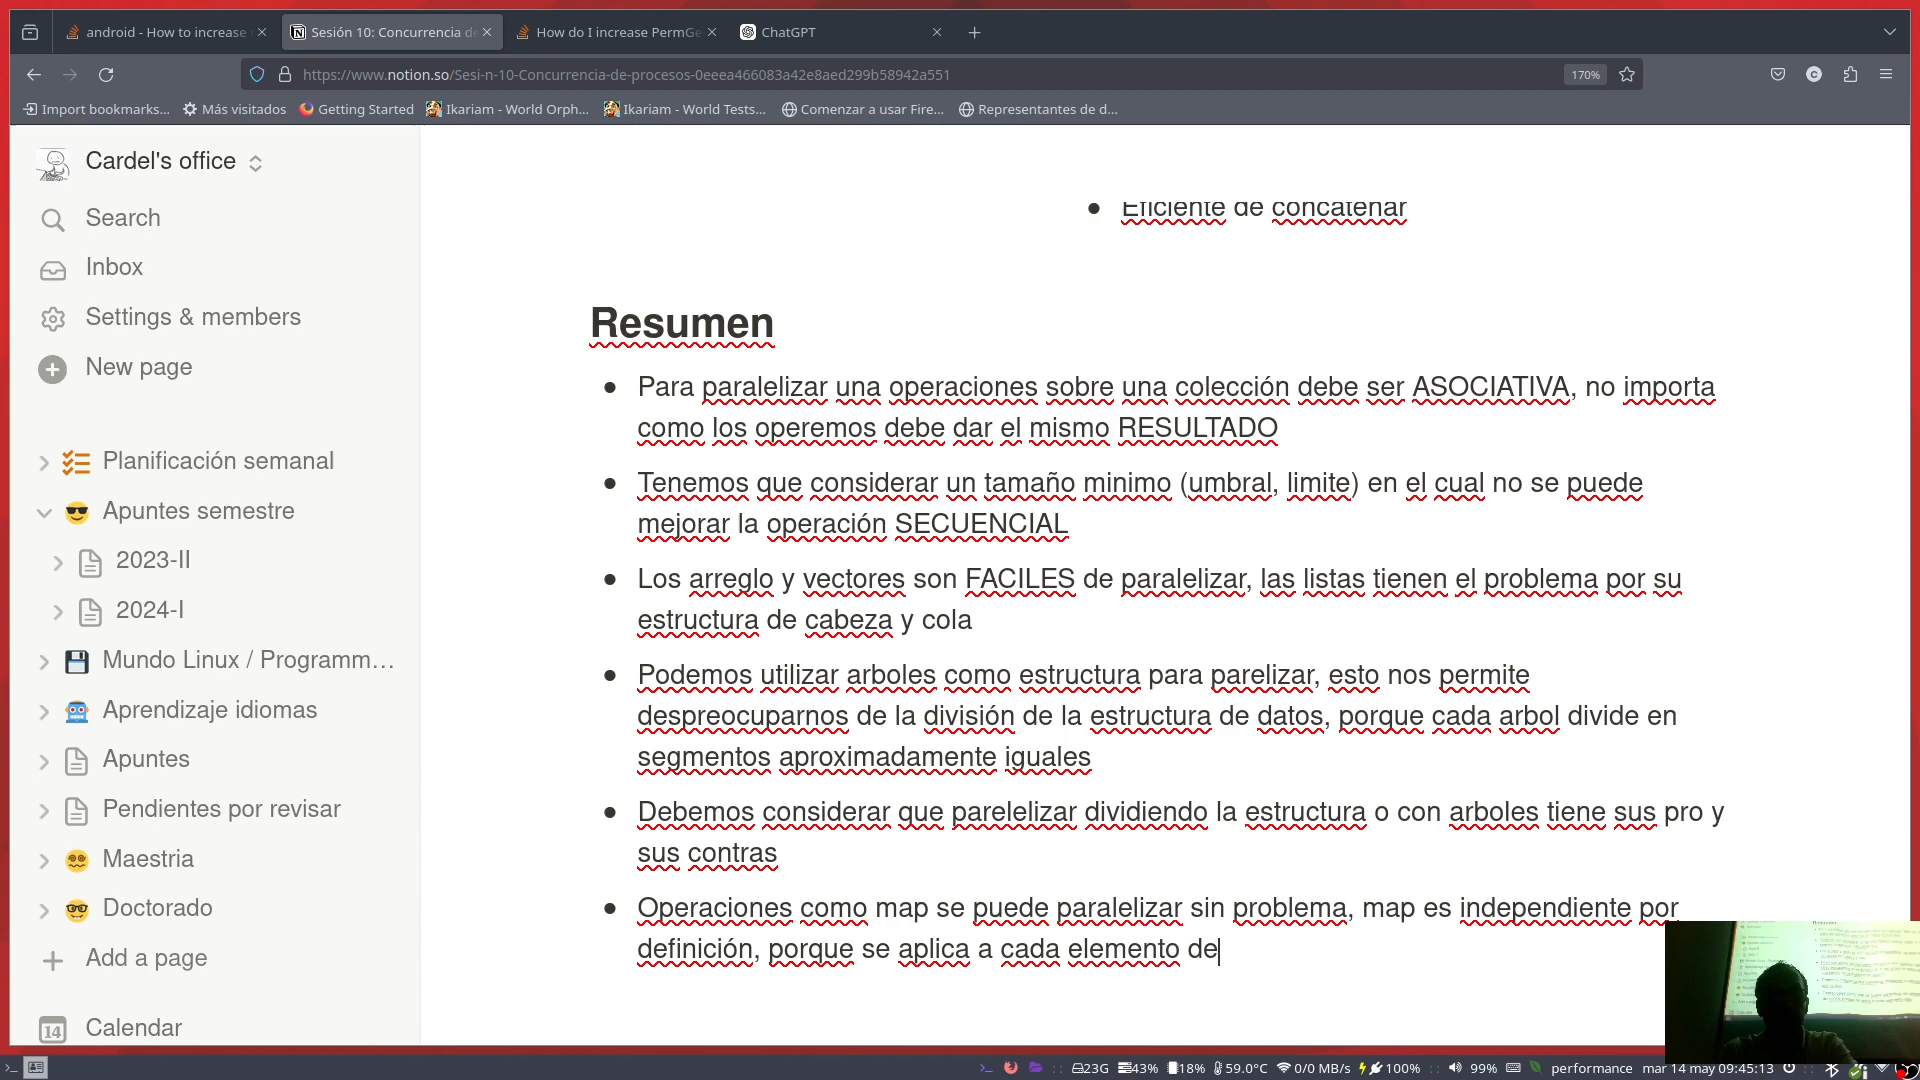 android - How to increase
Sesión 10: Concurrencia de
How do I increase PermGe
ChatGPT
https://www.notion.so/Sesi-n-10-Concurrencia-de-procesos-0eeea466083a42e8aed299b58942a551
170%
Import bookmarks...
Más visitados
Getting Started
Ikariam - World Orph...
Ikariam - World Tests...
Comenzar a usar Fire...
Representantes de d...
Cardel's office
Search
Inbox
Settings & members
New page
Planificación semanal
Apuntes semestre
2023-II
2024-I
Mundo Linux / Programm...
Aprendizaje idiomas
Apuntes
Pendientes por revisar
Maestria
Doctorado
Add a page
14
Calendar
Eficiente de concatenar
Resumen
Para paralelizar una operaciones sobre una colección debe ser ASOCIATIVA, no importa
como los operemos debe dar el mismo RESULTADO
Tenemos que considerar un tamaño minimo (umbral, limite) en el cual no se puede
mejorar la operación SECUENCIAL
Los arreglo y vectores son FACILES de paralelizar, las listas tienen el problema por su
estructura de cabeza y cola
Podemos utilizar arboles como estructura para parelizar, esto nos permite
despreocuparnos de la división de la estructura de datos, porque cada arbol divide en
segmentos aproximadamente iguales
Debemos considerar que parelelizar dividiendo la estructura o con arboles tiene sus pro y
sus contras
Operaciones como map se puede paralelizar sin problema, map es independiente por
definición, porque se aplica a cada elemento de
23G
43%
18%
59.0°C
0/0 MB/s
100%
99%
performance
mar 14 may 09:45:13